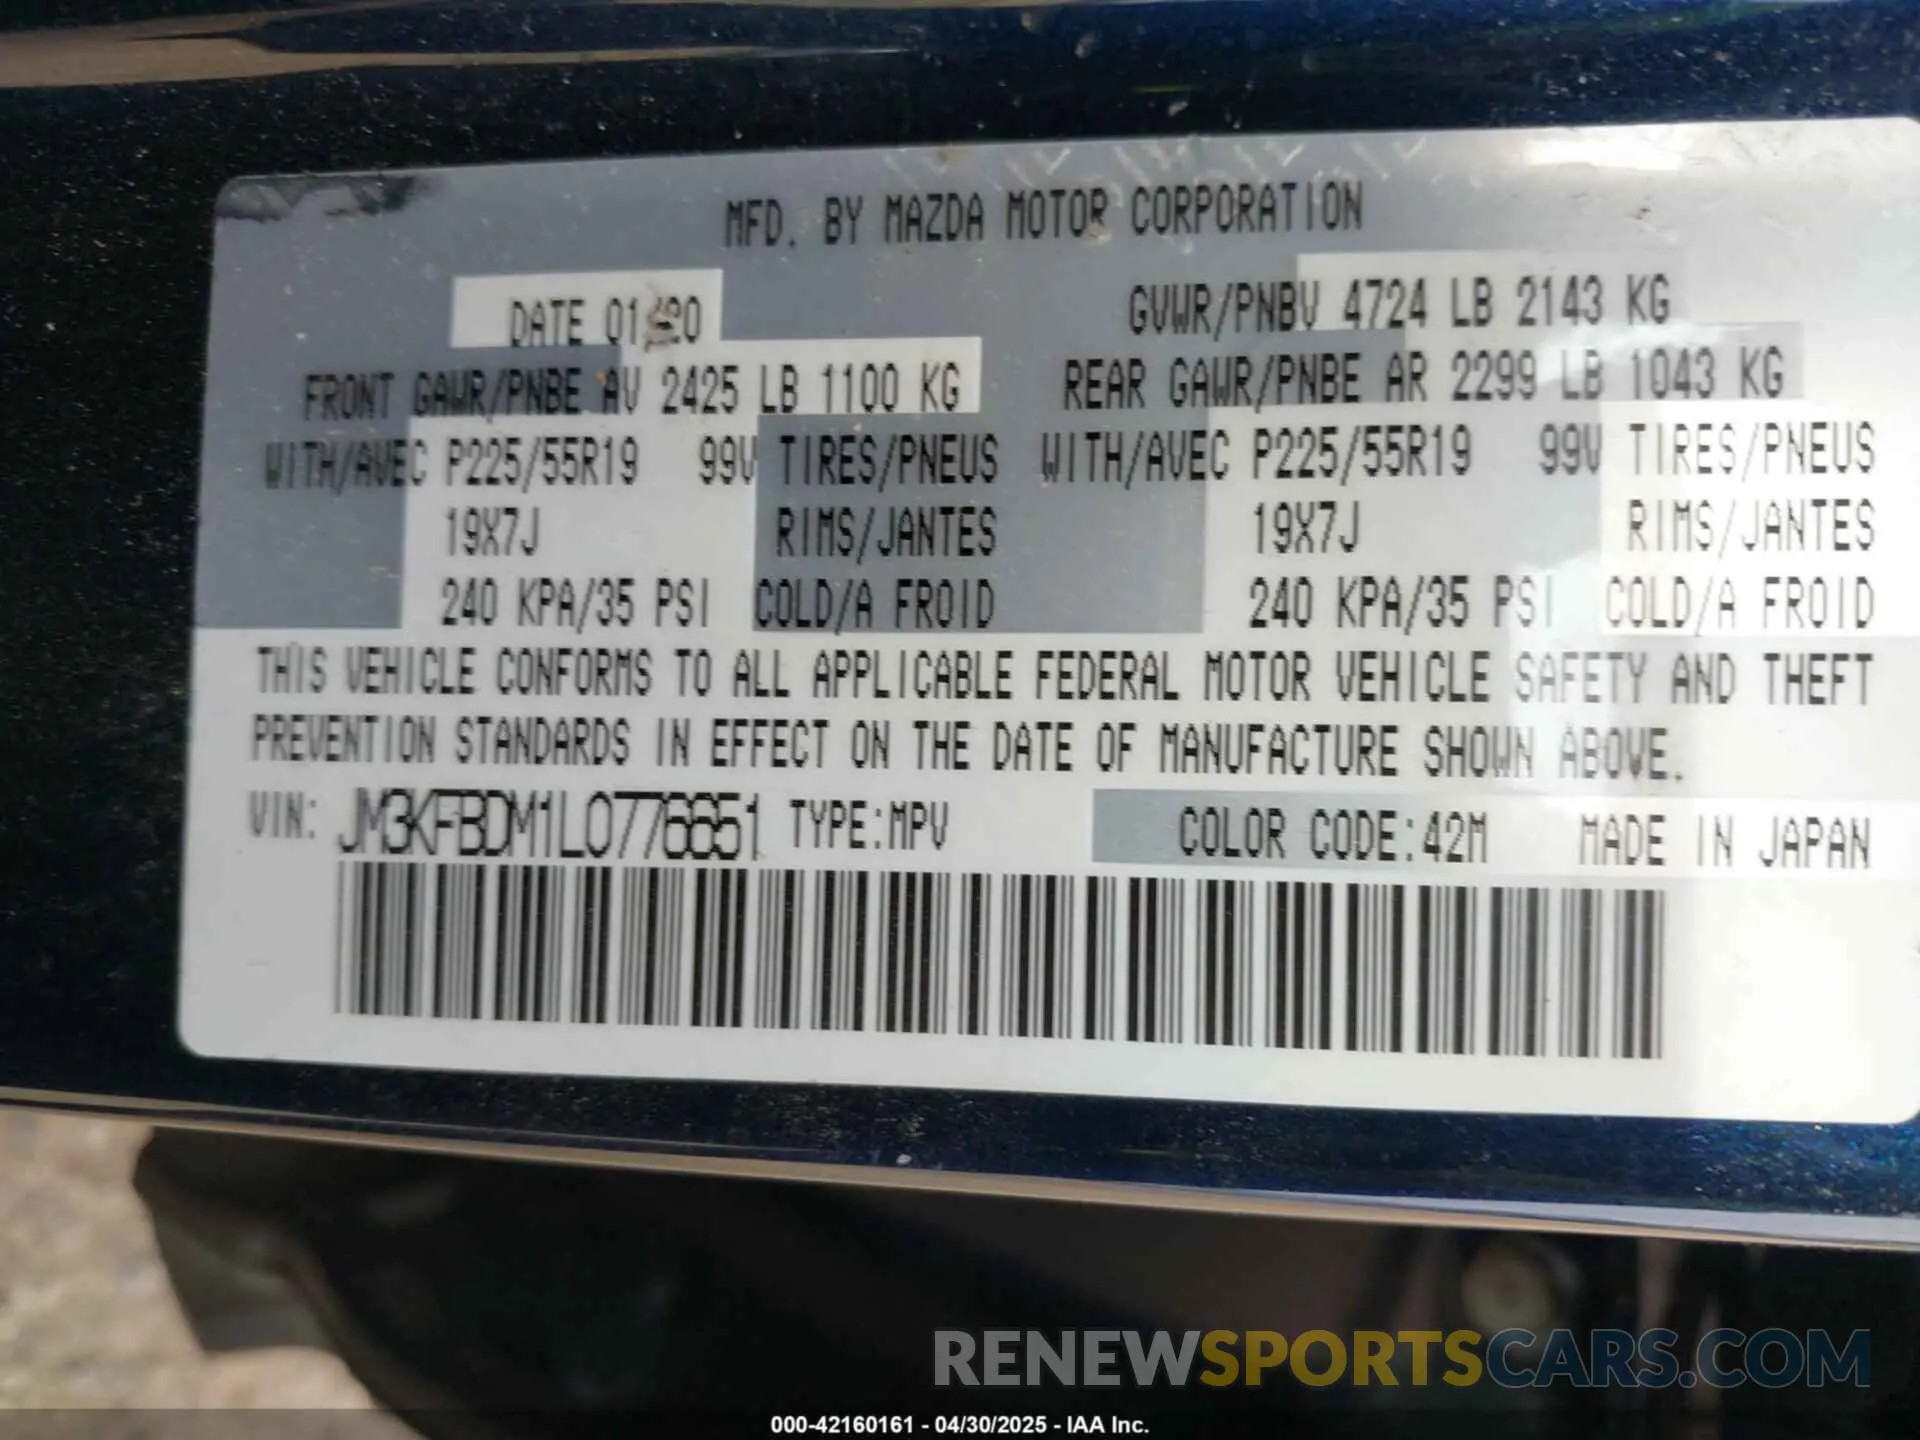 MFD. BY MAZDA MOTOR CORPORATION
DATE 01/20 GVWR/PNBV 4724 LB 2143 KG
FRONT GAWR/PNBE AV 2425 LB 1100 KG REAR GAWR/PNBE AR 2299 LB 1043 KG
WITH/AVEC P225/55R19 99V TIRES/PNEUS WITH/AVEC P225/55R19 99V TIRES/PNEUS
19X7J RIMS/JANTES 19X7J RIMS/JANTES
240 KPA/35 PSI COLD/A FROID 240 KPA/35 PSI COLD/A FROID
THIS VEHICLE CONFORMS TO ALL APPLICABLE FEDERAL MOTOR VEHICLE SAFETY AND THEFT
PREVENTION STANDARDS IN EFFECT ON THE DATE OF MANUFACTURE SHOWN ABOVE.
VIN: JM3KFBDM1L0776651 TYPE:MPV COLOR CODE:42M MADE IN JAPAN
RENEWSPORTSCARS.COM
000-42160161 - 04/30/2025 - IAA Inc.